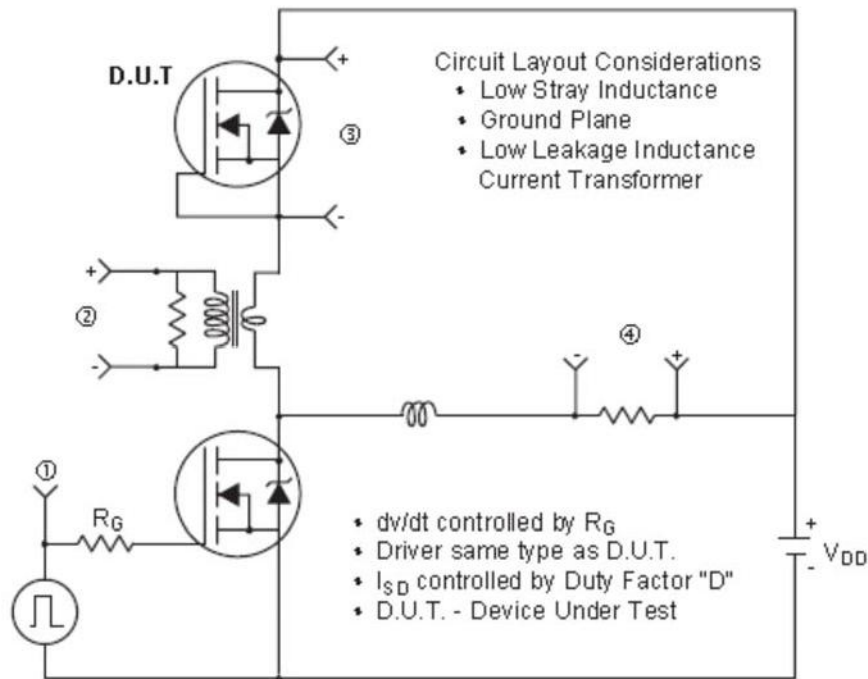 D.U.T
+
③
-
Circuit Layout Considerations
• Low Stray Inductance
• Ground Plane
• Low Leakage Inductance
Current Transformer
+
②
-
④
-
+
①
RG
• dv/dt controlled by RG
• Driver same type as D.U.T.
• ISD controlled by Duty Factor "D"
• D.U.T. - Device Under Test
+
VDD
-